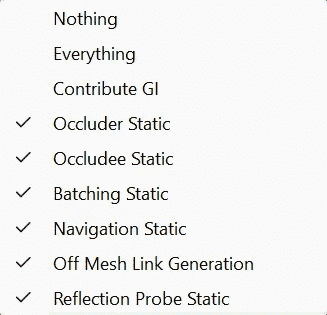 Nothing
Everything
Contribute GI
Occluder Static
Occludee Static
Batching Static
Navigation Static
Off Mesh Link Generation
Reflection Probe Static